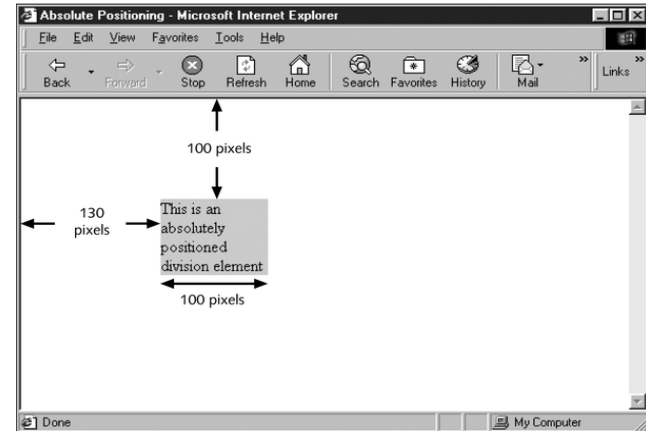 Absolute Positioning - Microsoft Internet Explorer
File Edit View Favorites Tools Help
Back Forward Stop Refresh Home Search Favorites History Mail » Links »
100 pixels
130
pixels
This is an
absolutely
positioned
division element
100 pixels
Done My Computer